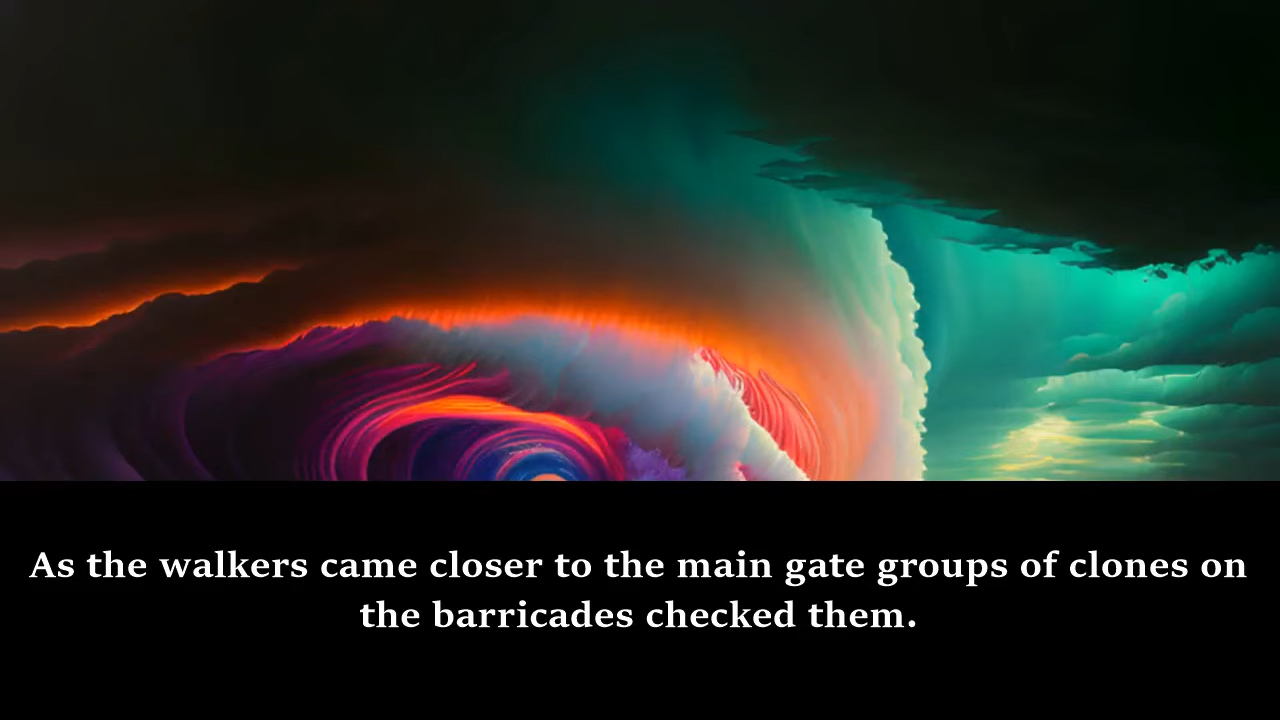 As the walkers came closer to the main gate groups of clones on
the barricades checked them.